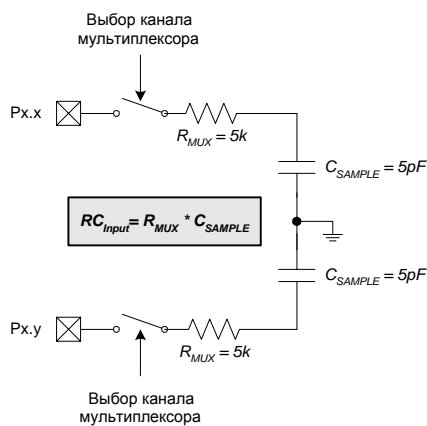 Выбор канала
мультиплексора
Px.x
R_MUX = 5k
C_SAMPLE = 5pF
RC_Input = R_MUX * C_SAMPLE
C_SAMPLE = 5pF
Px.y
R_MUX = 5k
Выбор канала
мультиплексора